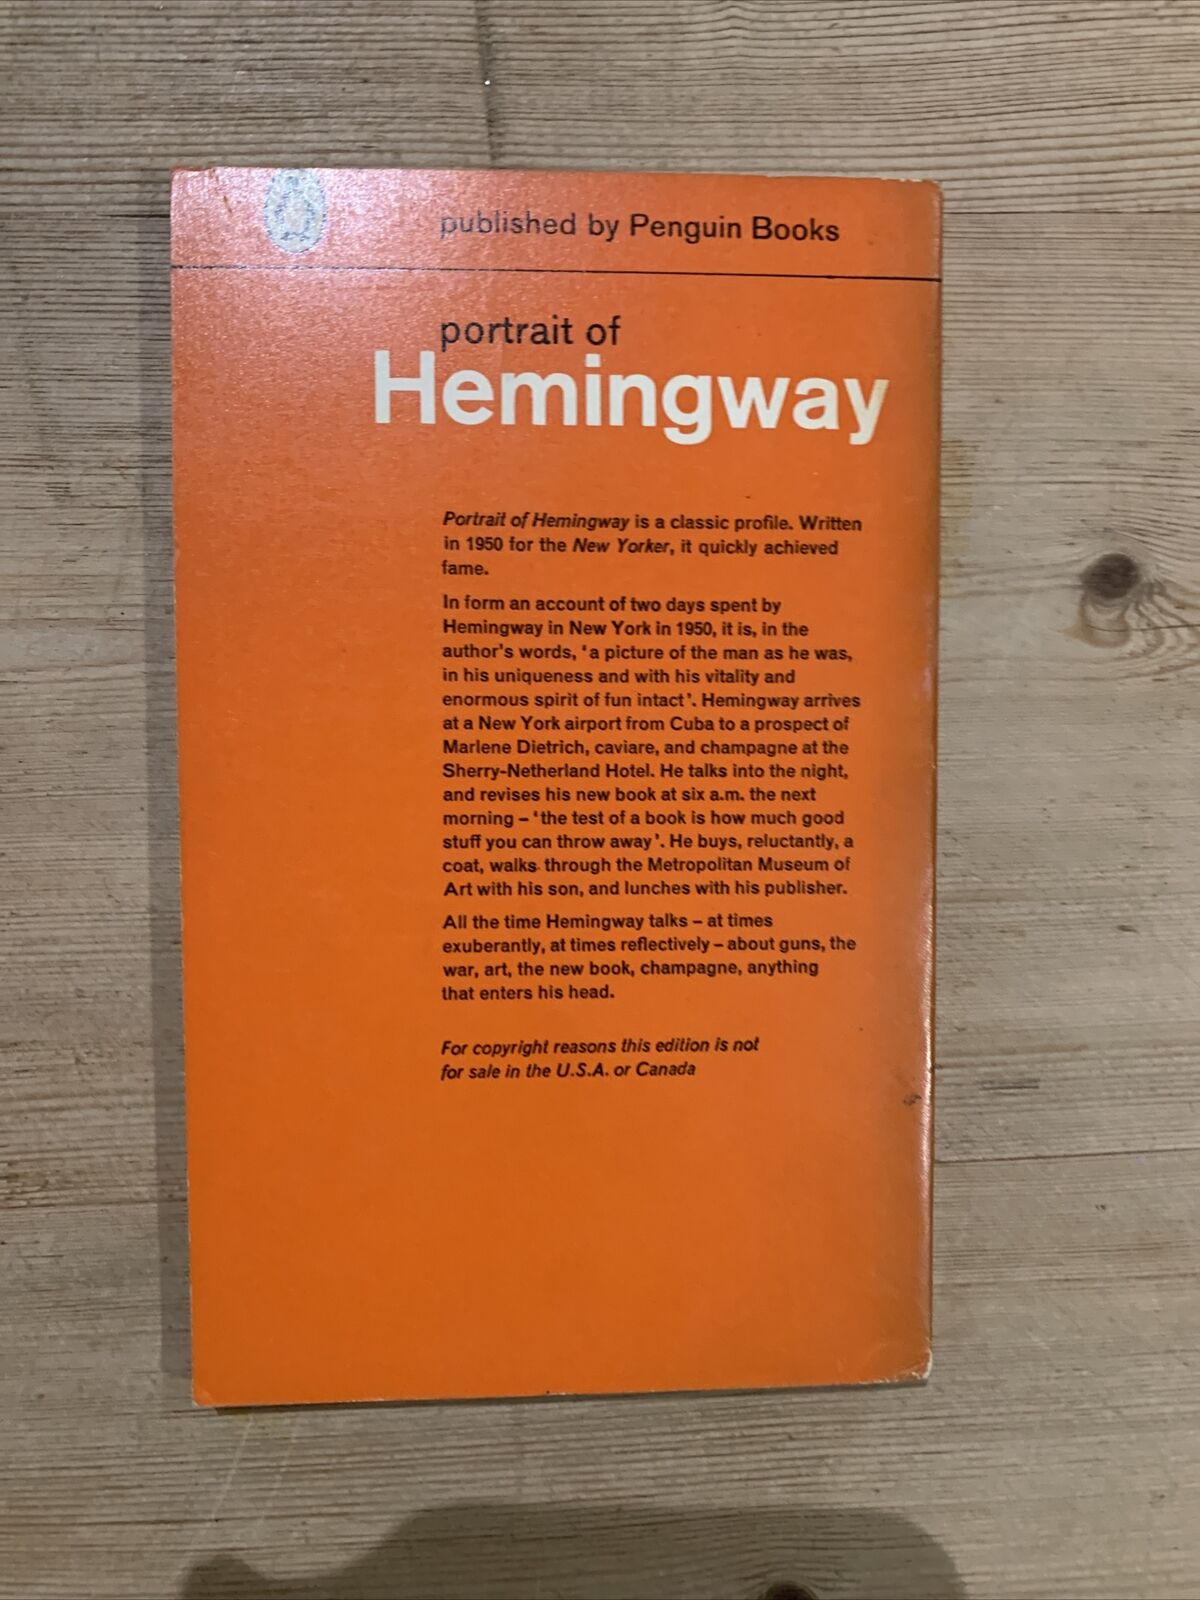 published by Penguin Books
portrait of
Hemingway
Portrait of Hemingway is a classic profile. Written
in 1950 for the New Yorker, it quickly achieved
fame.
In form an account of two days spent by
Hemingway in New York in 1950, it is, in the
author's words, 'a picture of the man as he was,
in his uniqueness and with his vitality and
enormous spirit of fun intact'. Hemingway arrives
at a New York airport from Cuba to a prospect of
Marlene Dietrich, caviare, and champagne at the
Sherry-Netherland Hotel. He talks into the night,
and revises his new book at six a.m. the next
morning – 'the test of a book is how much good
stuff you can throw away'. He buys, reluctantly, a
coat, walks through the Metropolitan Museum of
Art with his son, and lunches with his publisher.
All the time Hemingway talks – at times
exuberantly, at times reflectively – about guns, the
war, art, the new book, champagne, anything
that enters his head.
For copyright reasons this edition is not
for sale in the U.S.A. or Canada